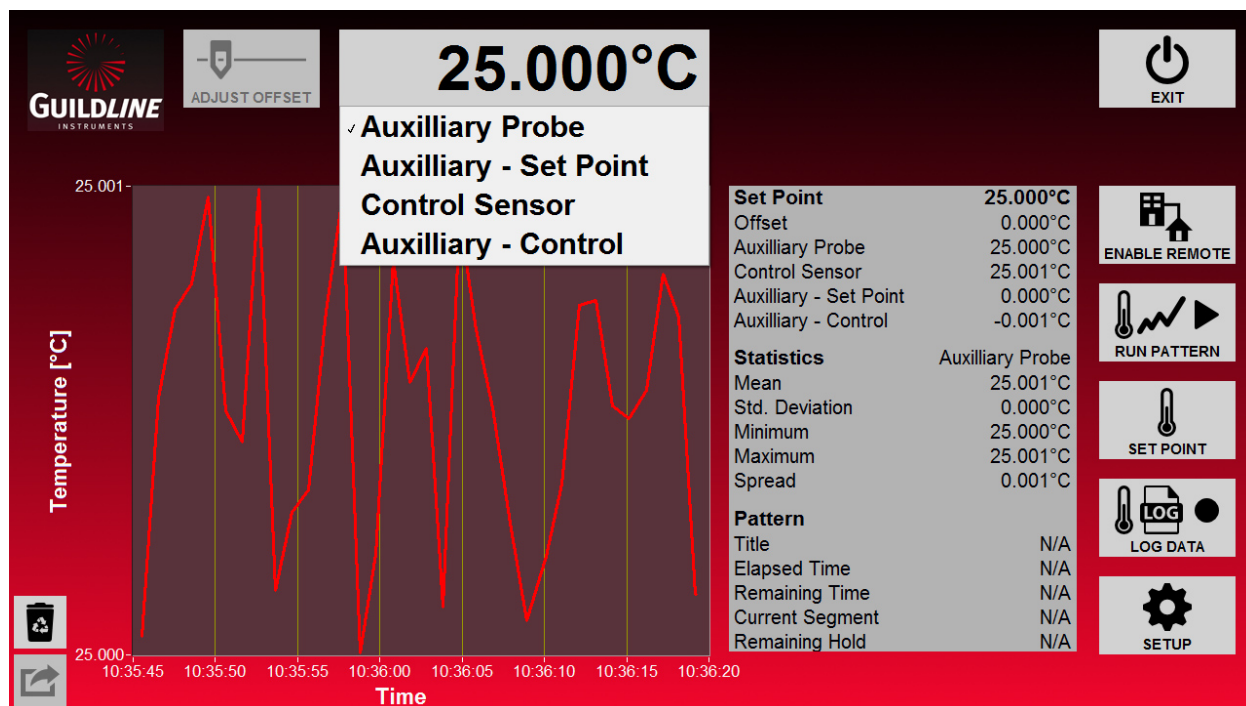 GUILDLINE
INSTRUMENTS
ADJUST OFFSET
25.000°C
EXIT
Auxilliary Probe
Auxilliary - Set Point
Control Sensor
Auxilliary - Control
25.001
25.000
Temperature [°C]
10:35:45 10:35:50 10:35:55 10:36:00 10:36:05 10:36:10 10:36:15 10:36:20
Time
Set Point 25.000°C
Offset 0.000°C
Auxilliary Probe 25.000°C
Control Sensor 25.001°C
Auxilliary - Set Point 0.000°C
Auxilliary - Control -0.001°C
Statistics Auxilliary Probe
Mean 25.001°C
Std. Deviation 0.000°C
Minimum 25.000°C
Maximum 25.001°C
Spread 0.001°C
Pattern
Title N/A
Elapsed Time N/A
Remaining Time N/A
Current Segment N/A
Remaining Hold N/A
ENABLE REMOTE
RUN PATTERN
SET POINT
LOG
LOG DATA
SETUP